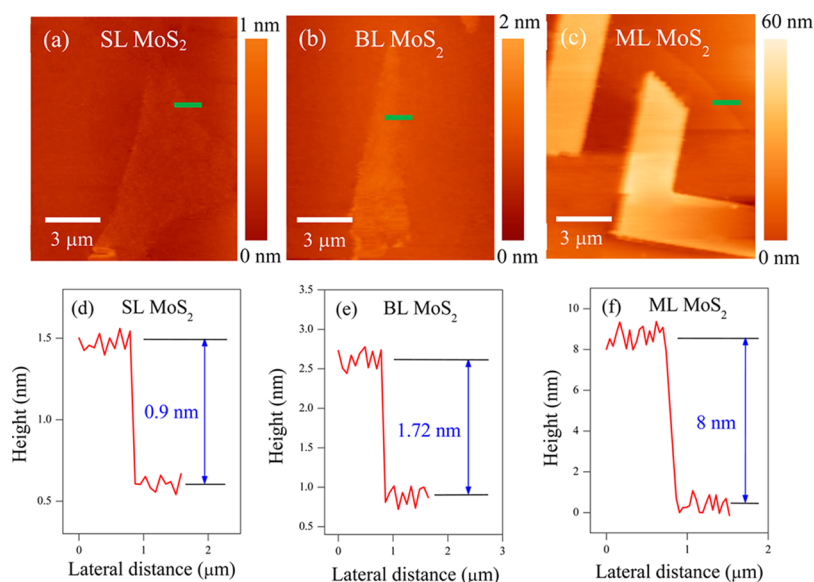 (a) SL MoS₂
1 nm
0 nm
3 μm
(b) BL MoS₂
2 nm
0 nm
3 μm
(c) ML MoS₂
60 nm
0 nm
3 μm
(d) SL MoS₂
Height (nm)
1.5
1.0
0.5
0.9 nm
0 1 2
Lateral distance (μm)
(e) BL MoS₂
Height (nm)
3.5
3.0
2.5
2.0
1.5
1.0
0.5
1.72 nm
0 1 2 3
Lateral distance (μm)
(f) ML MoS₂
Height (nm)
10
8
6
4
2
0
8 nm
0 1 2
Lateral distance (μm)